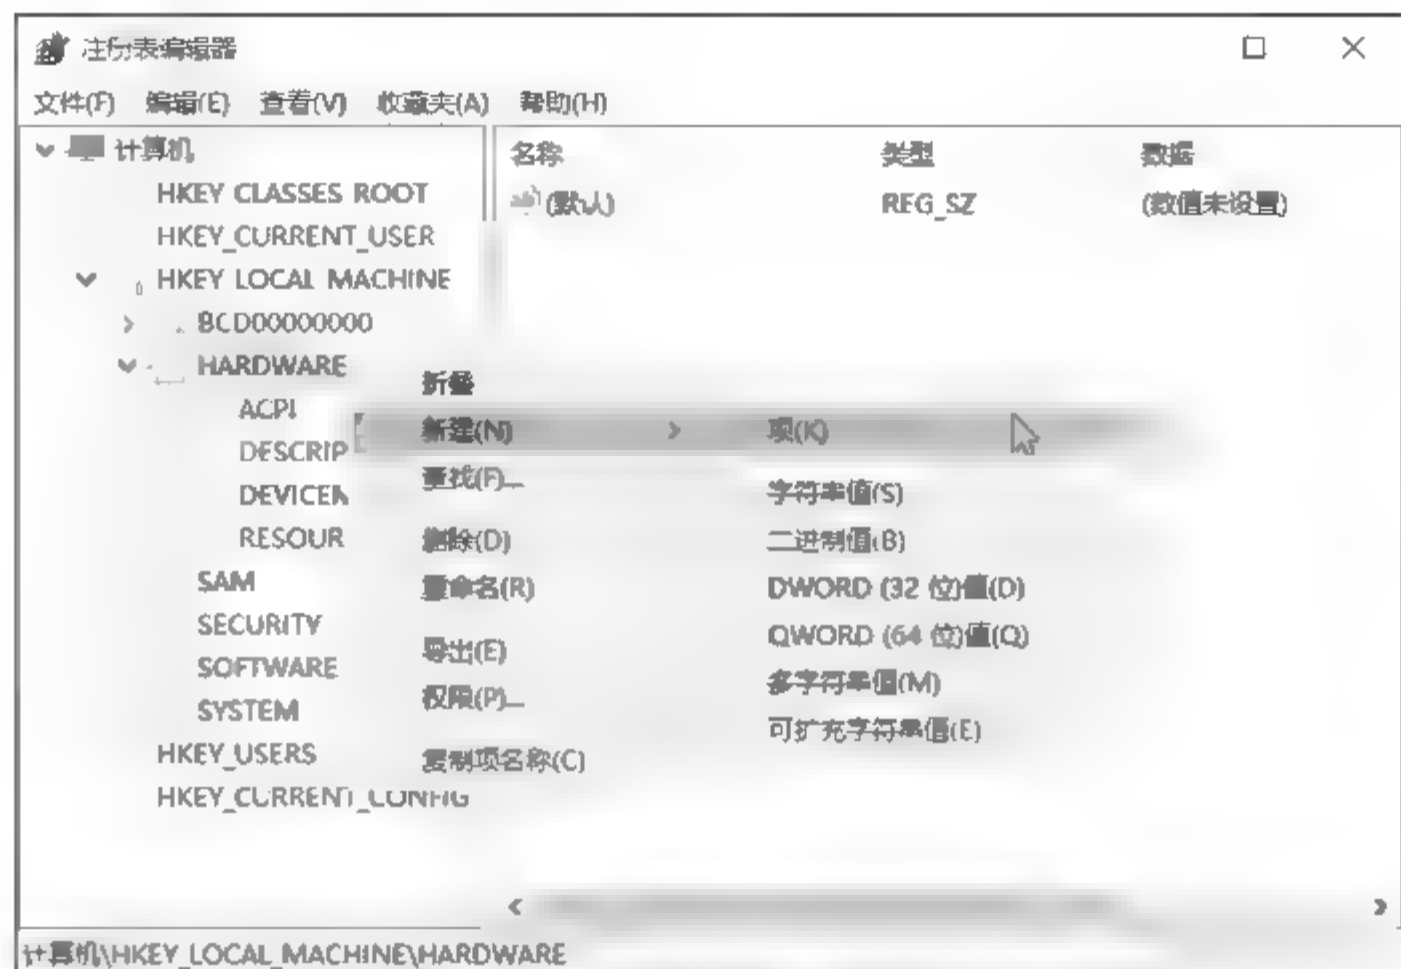 注册表编辑器
文件(F) 编辑(E) 查看(V) 收藏夹(A) 帮助(H)
计算机
HKEY_CLASSES_ROOT
HKEY_CURRENT_USER
HKEY_LOCAL_MACHINE
BCD00000000
HARDWARE
ACPI
DESCRIP
DEVICEM
RESOUR
SAM
SECURITY
SOFTWARE
SYSTEM
HKEY_USERS
HKEY_CURRENT_CONFIG
名称 类型 数据
(默认) REG_SZ (数值未设置)
折叠
新建(N)
查找(F)...
删除(D)
重命名(R)
导出(E)
权限(P)...
复制项名称(C)
项(K)
字符串值(S)
二进制值(B)
DWORD (32 位)值(D)
QWORD (64 位)值(Q)
多字符串值(M)
可扩充字符串值(E)
计算机\HKEY_LOCAL_MACHINE\HARDWARE